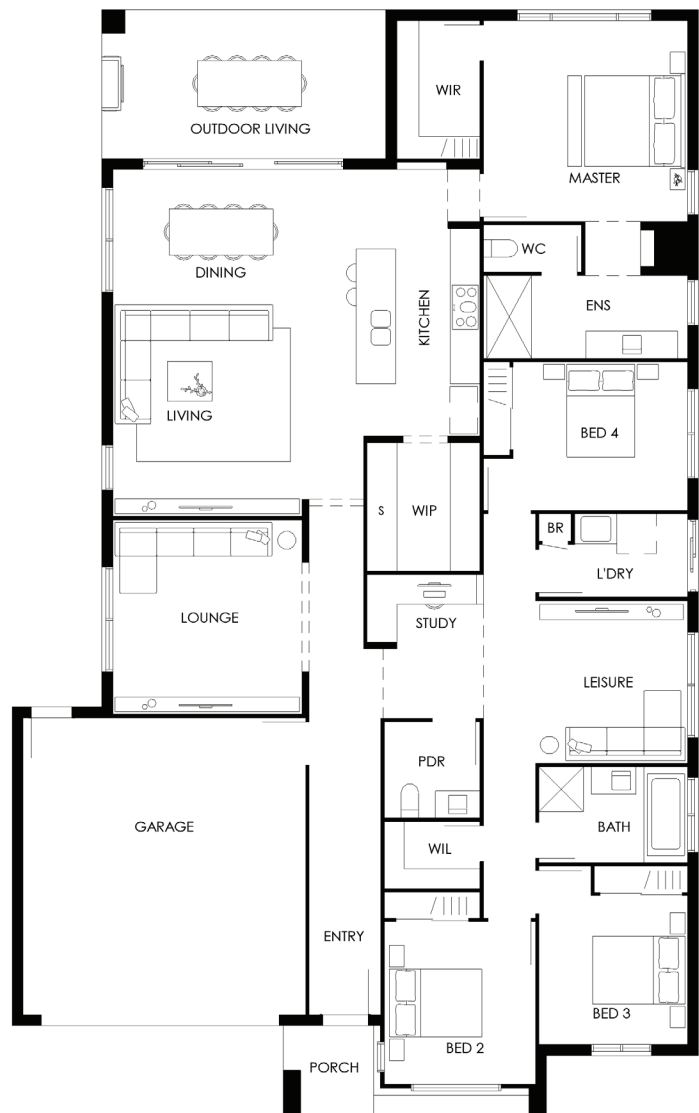 WIR
OUTDOOR LIVING
MASTER
WC
DINING
KITCHEN
ENS
LIVING
BED 4
S
WIP
BR
L'DRY
LOUNGE
STUDY
LEISURE
PDR
GARAGE
BATH
WIL
ENTRY
BED 3
BED 2
PORCH